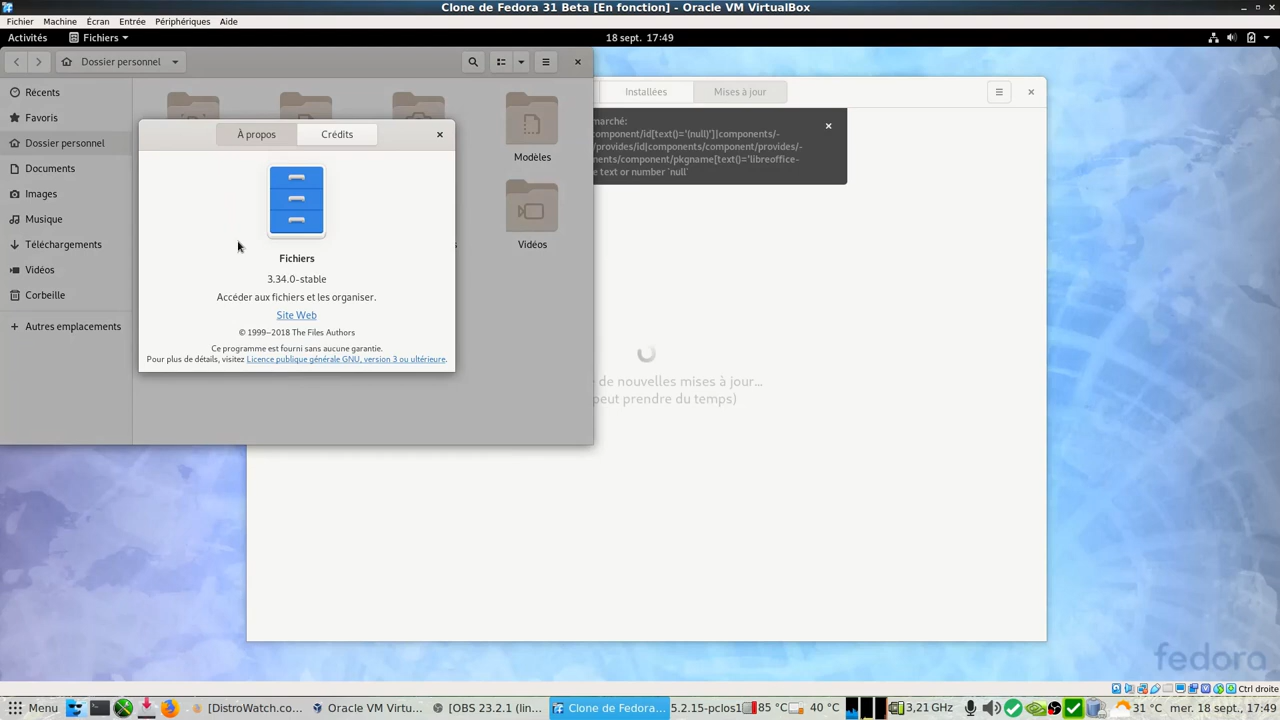 Clone de Fedora 31 Beta [En fonction] - Oracle VM VirtualBox
Fichier Machine Écran Entrée Périphériques Aide
Activités Fichiers 18 sept. 17:49
Dossier personnel
Installées Mises à jour
Récents
Favoris
Dossier personnel
Documents
Images
Musique
Téléchargements
Vidéos
Corbeille
Autres emplacements
Modèles
Vidéos
À propos Crédits
Fichiers
3.34.0-stable
Accéder aux fichiers et les organiser.
Site Web
© 1999–2018 The Files Authors
Ce programme est fourni sans aucune garantie.
Pour plus de détails, visitez Licence publique générale GNU, version 3 ou ultérieure.
marché:
component/id[text()='(null)']|components/-
/provides/id|components/component/provides/-
nents/component/pkgname[text()='libreoffice-
e text or number `null'
de nouvelles mises à jour…
peut prendre du temps)
fedora
Ctrl droite
Menu [DistroWatch.co... Oracle VM Virtu... [OBS 23.2.1 (lin... Clone de Fedora... 5.2.15-pclos1 85 °C 40 °C 3,21 GHz 31 °C mer. 18 sept., 17:49